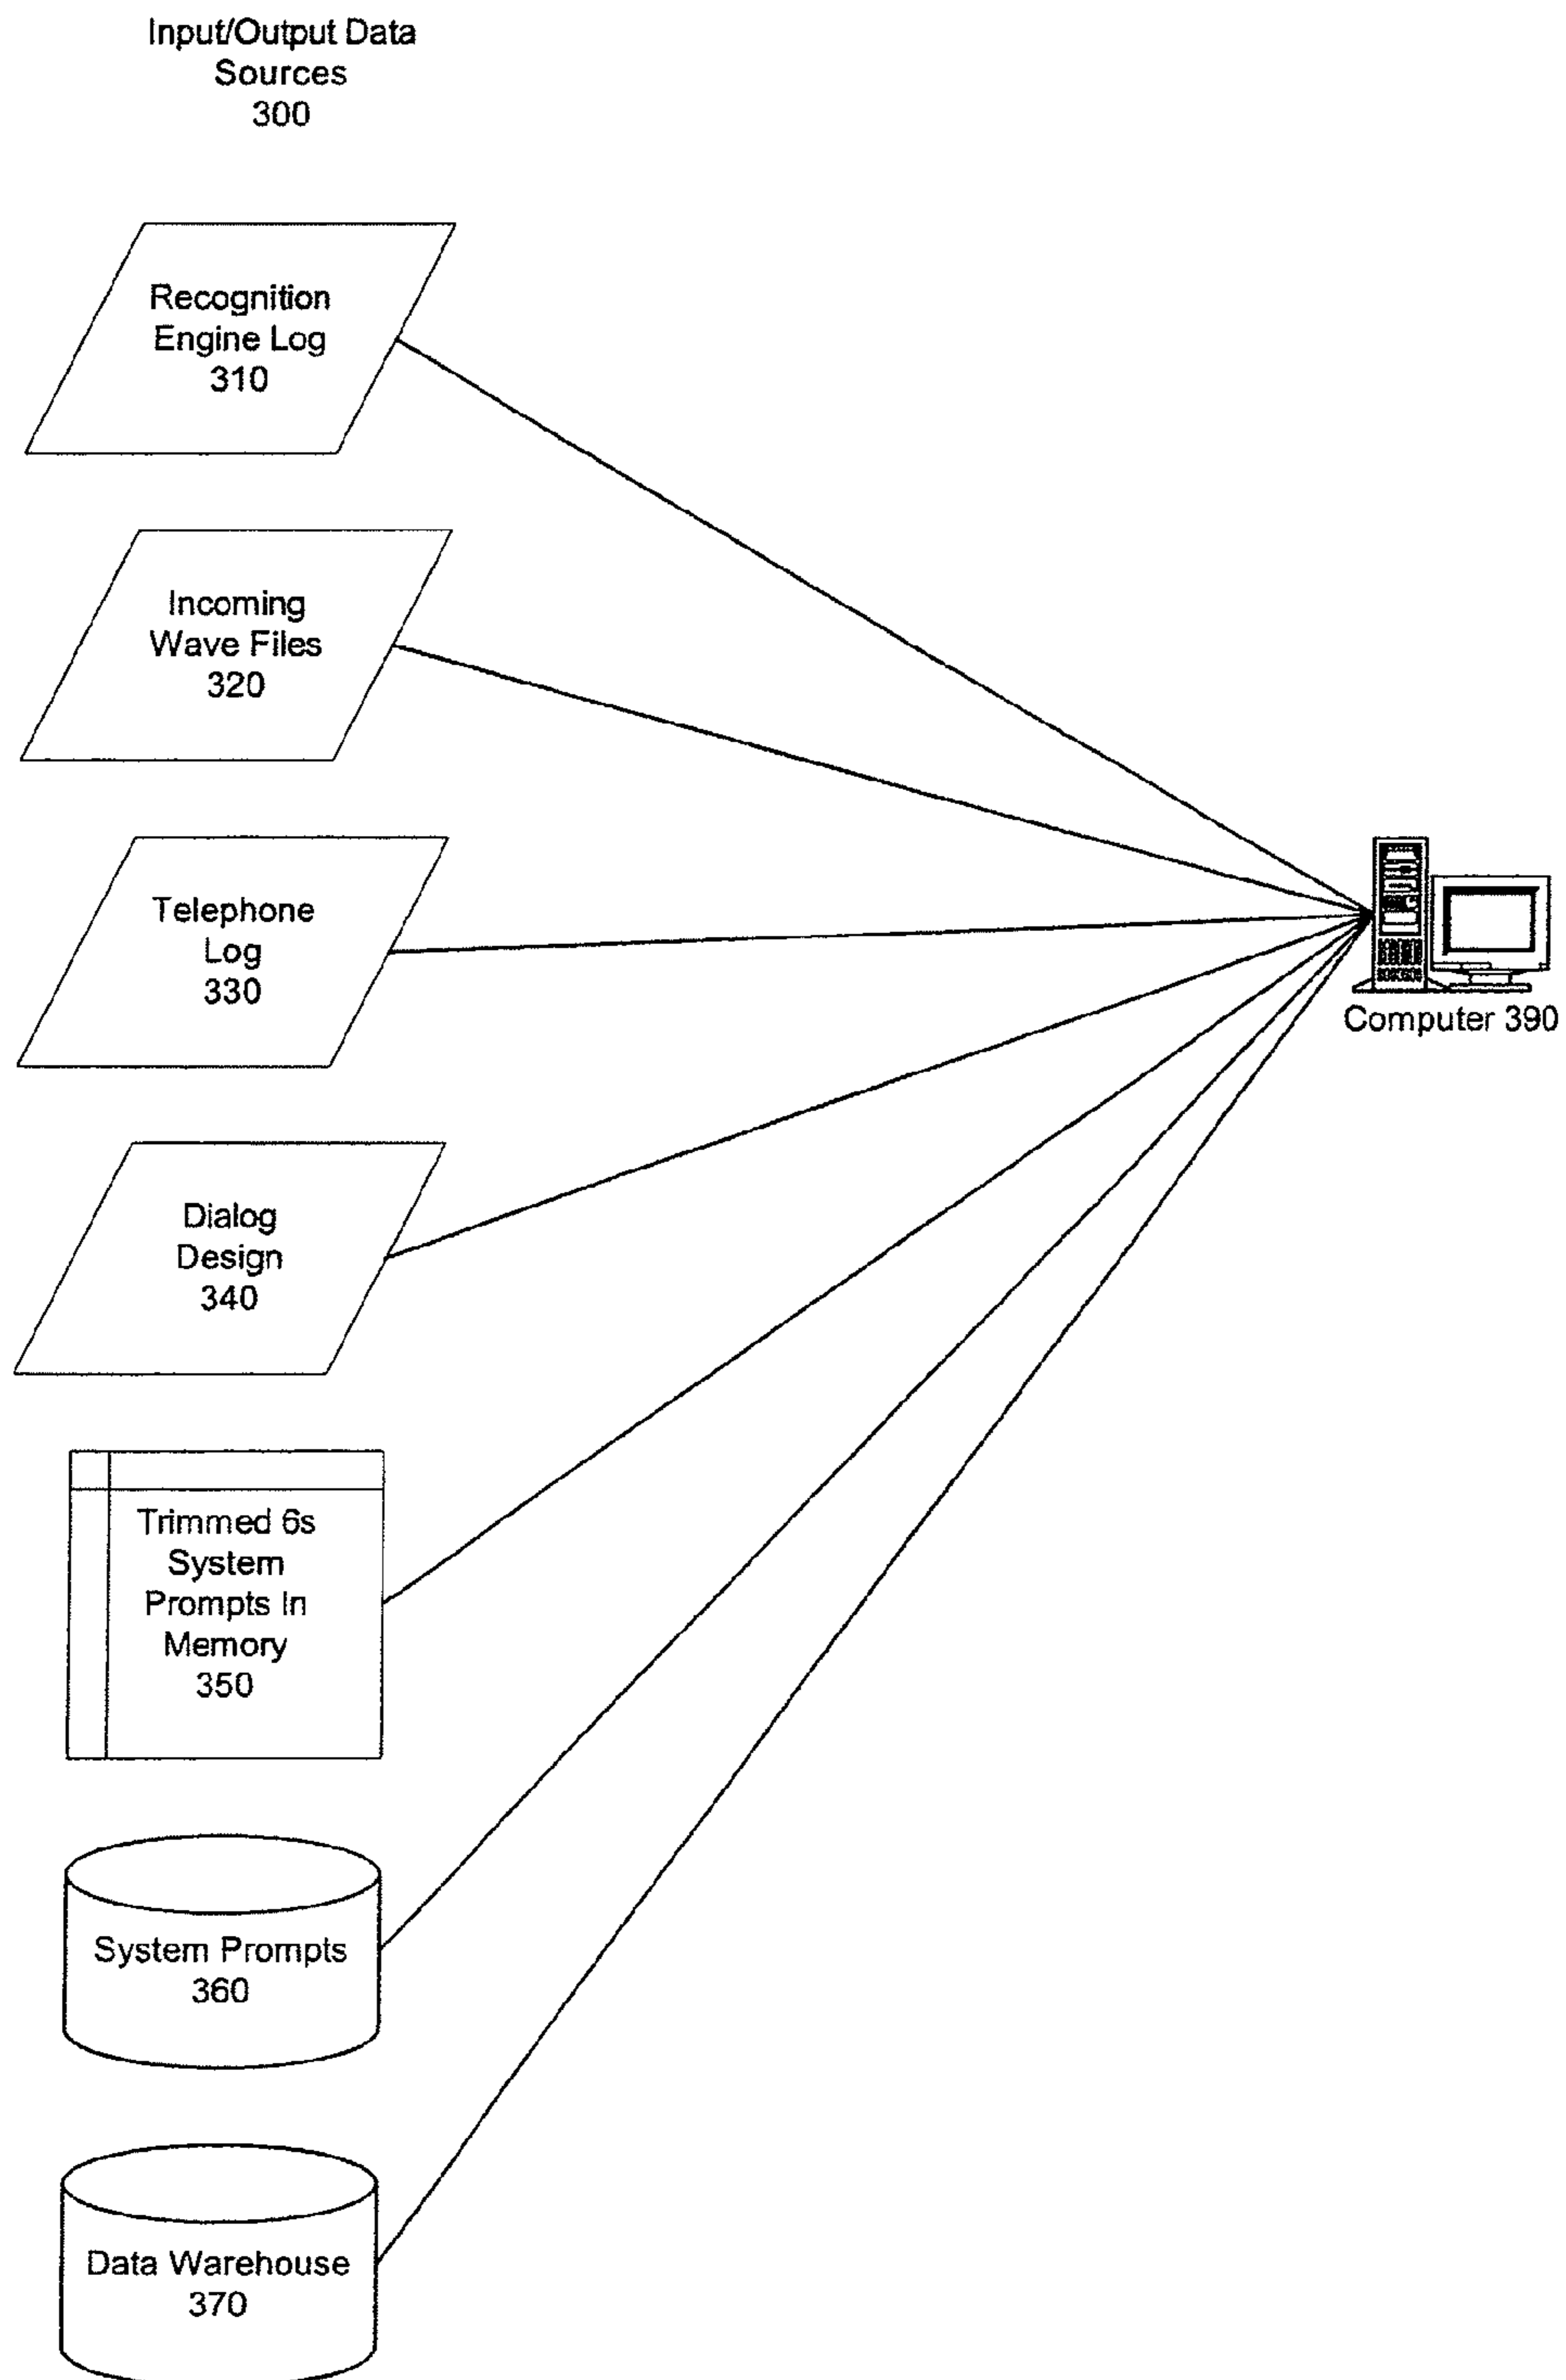 Input/Output Data
Sources
300
Recognition
Engine Log
310
Incoming
Wave Files
320
Telephone
Log
330
Computer 390
Dialog
Design
340
Trimmed 6s
System
Prompts In
Memory
350
System Prompts
360
Data Warehouse
370